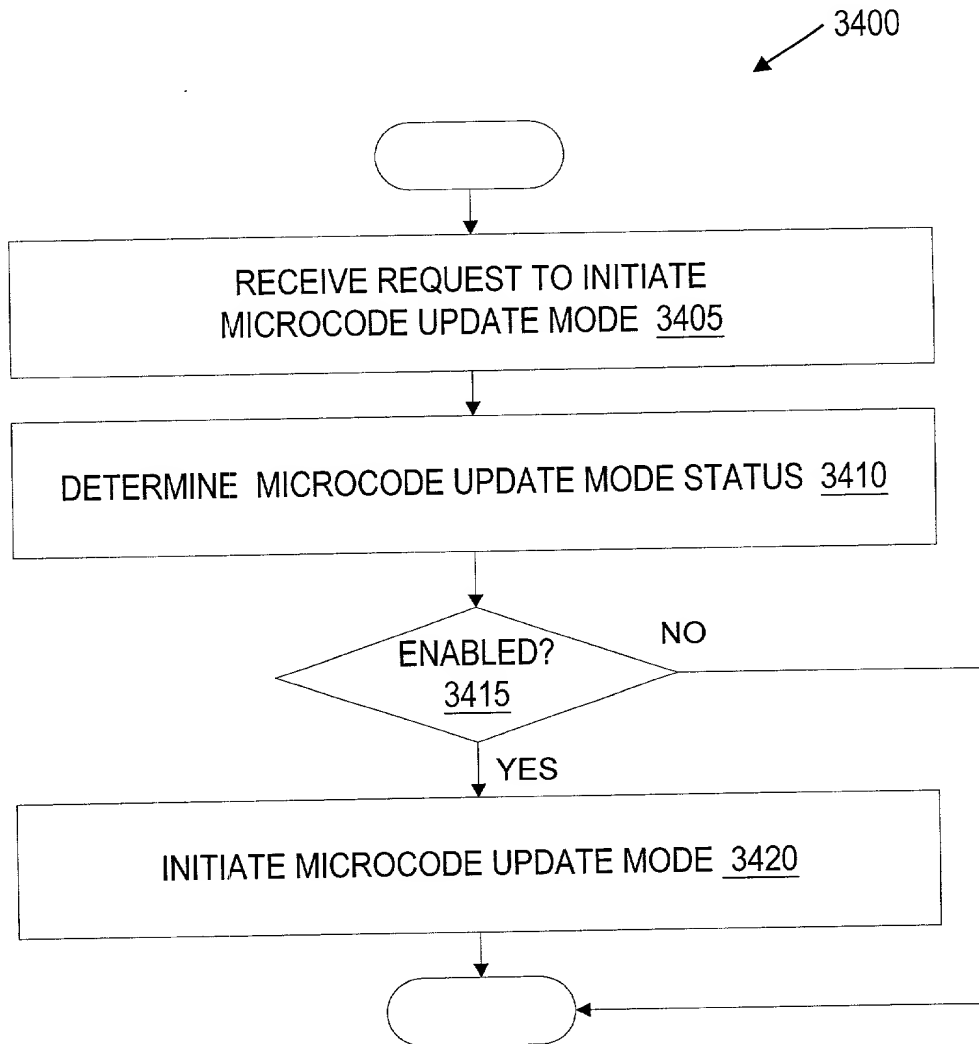 3400
RECEIVE REQUEST TO INITIATE
MICROCODE UPDATE MODE 3405
DETERMINE MICROCODE UPDATE MODE STATUS 3410
ENABLED?
3415
NO
YES
INITIATE MICROCODE UPDATE MODE 3420